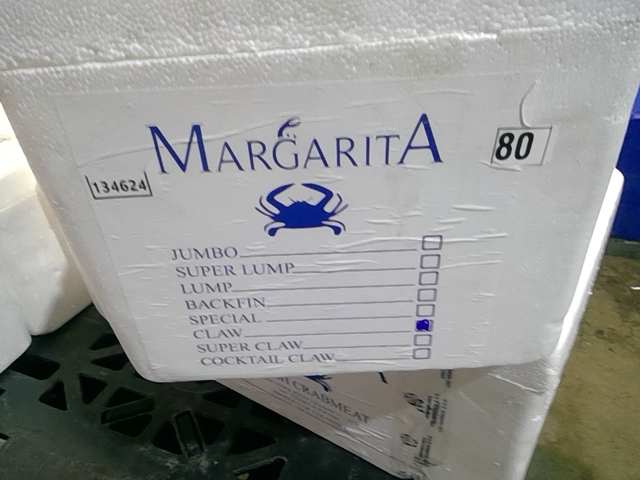 MARGARITA
80
134624
JUMBO
SUPER LUMP
LUMP
BACKFIN
SPECIAL
CLAW
SUPER CLAW
COCKTAIL CLAW
CRABMEAT